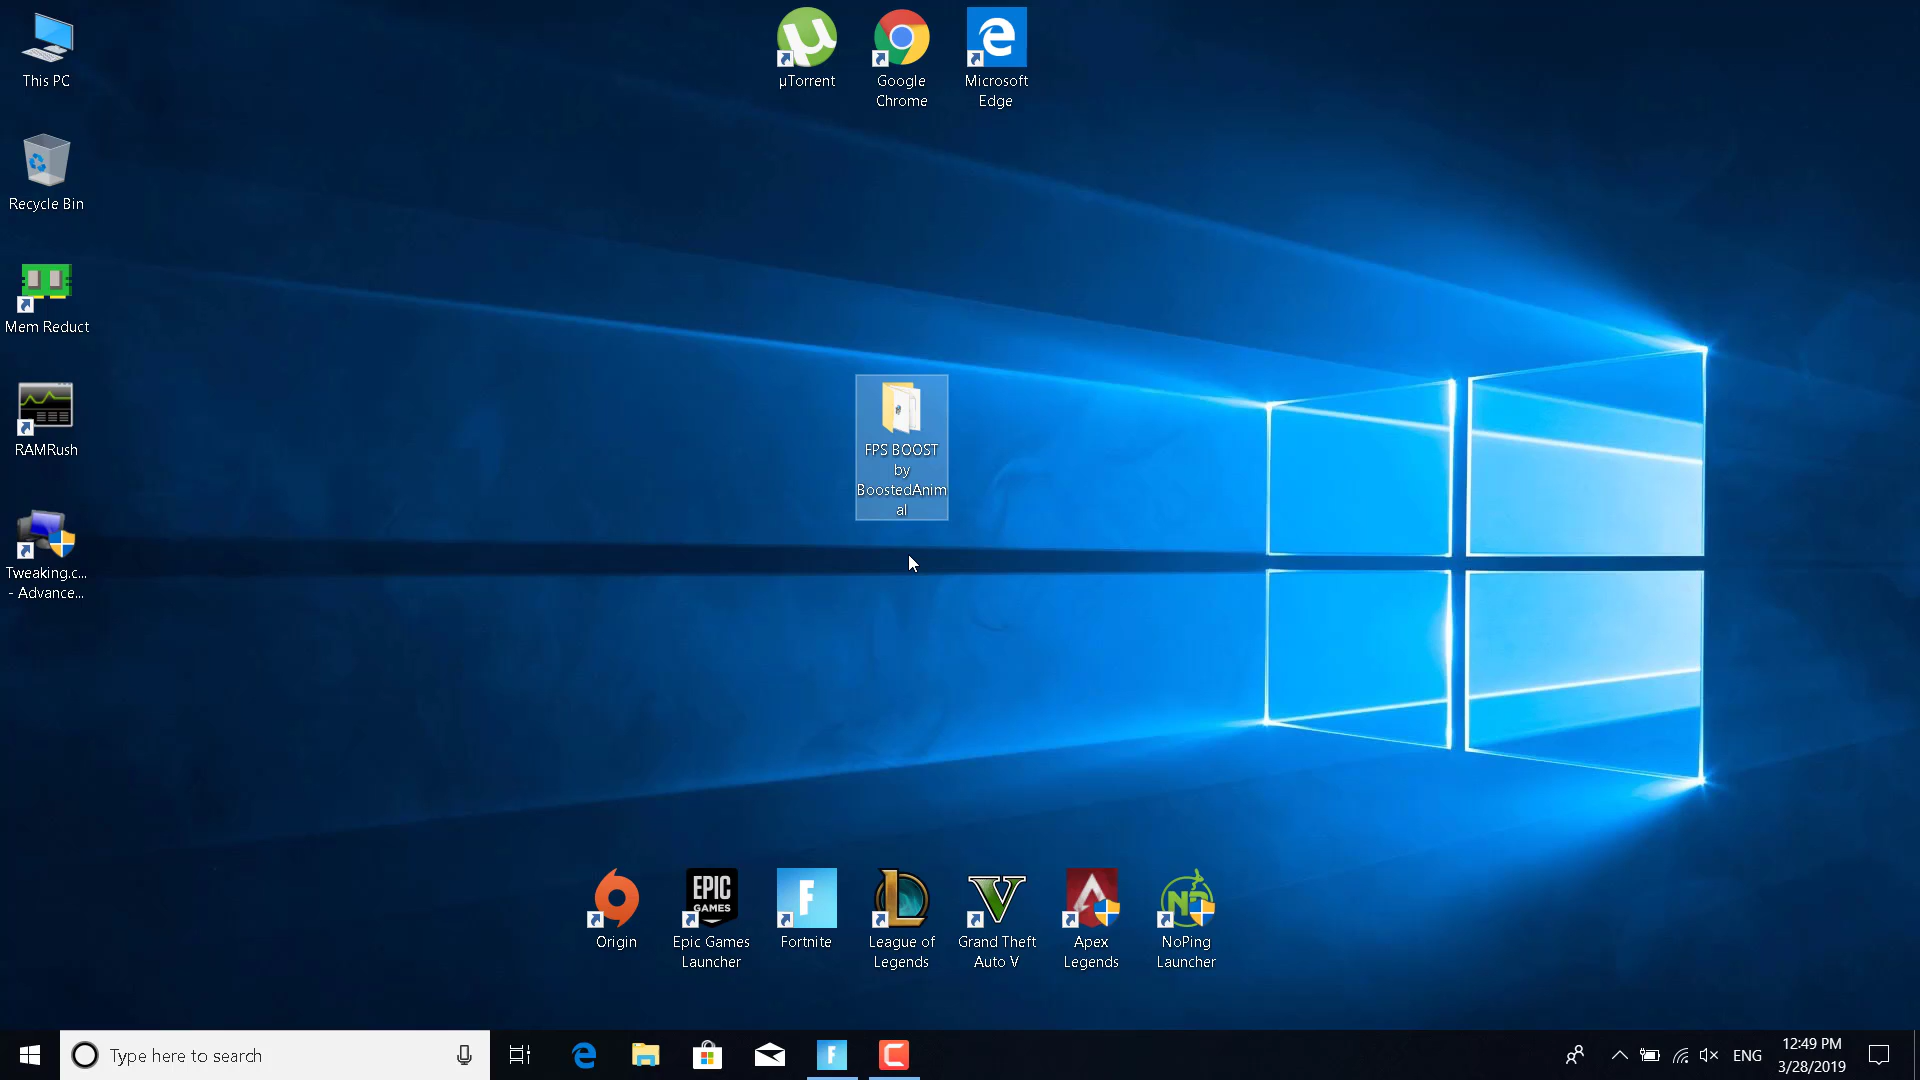 This PC
Recycle Bin
Mem Reduct
RAMRush
Tweaking.c...
- Advance...
µTorrent
Google
Chrome
Microsoft
Edge
FPS BOOST
by
BoostedAnim
al
Origin
EPIC
GAMES
Epic Games
Launcher
F
Fortnite
League of
Legends
Grand Theft
Auto V
Apex
Legends
NP
NoPing
Launcher
Type here to search
F
ENG
12:49 PM
3/28/2019